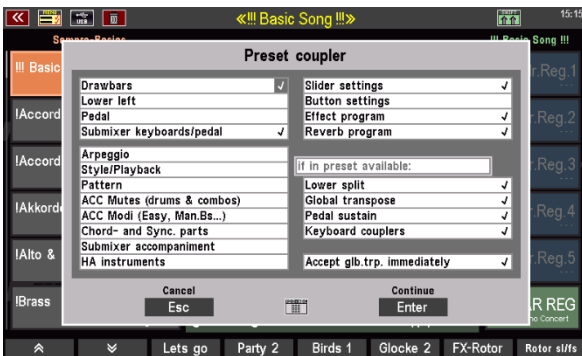 «!!! Basic Song !!!»
15:15
!!! Basic Song !!!
Preset coupler
!!! Basic
!Accord
!Accord
!Akkorde
!Alto &
!Brass
Drawbars ✓
Lower left
Pedal
Submixer keyboards/pedal ✓
Arpeggio
Style/Playback
Pattern
ACC Mutes (drums & combos)
ACC Modi (Easy, Man.Bs...)
Chord- and Sync. parts
Submixer accompaniment
HA instruments
Slider settings ✓
Button settings
Effect program ✓
Reverb program ✓
if in preset available:
Lower split ✓
Global transpose ✓
Pedal sustain ✓
Keyboard couplers ✓
Accept glb.trp. immediately ✓
r.Reg.1
r.Reg.2
r.Reg.3
r.Reg.4
r.Reg.5
AR REG
no Concert
Cancel
Esc
Continue
Enter
Lets go
Party 2
Birds 1
Glocke 2
FX-Rotor
Rotor sl/fs